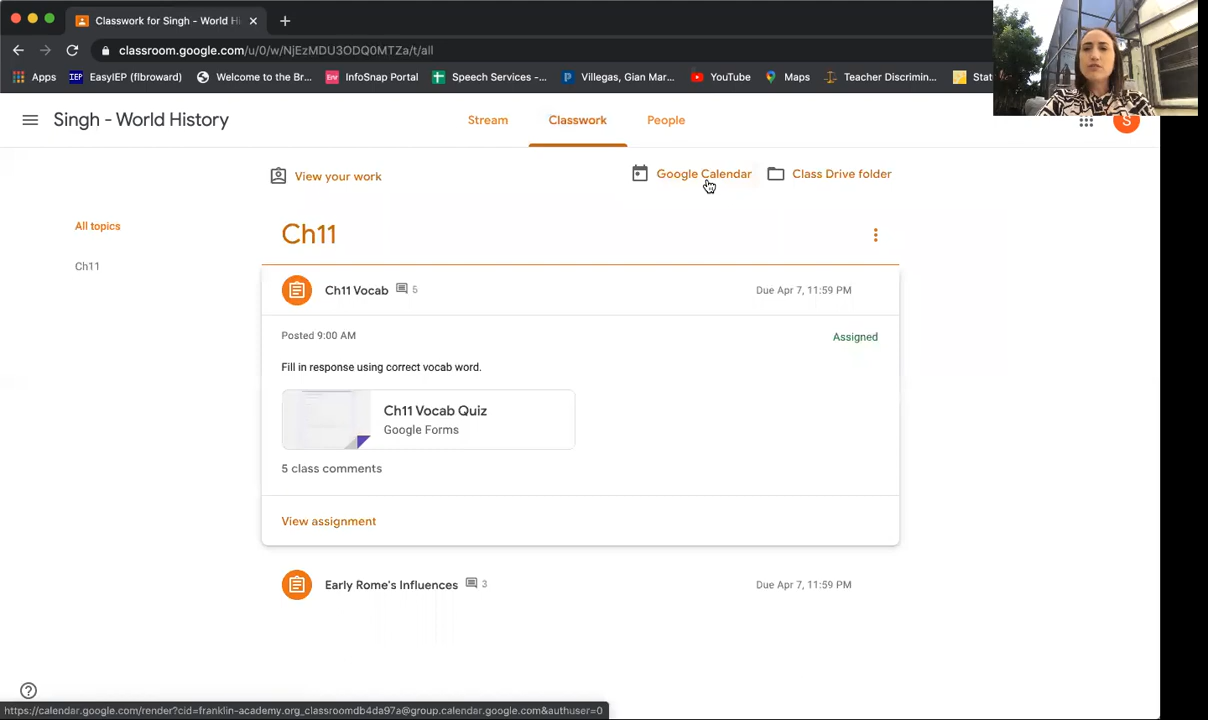 Classwork for Singh - World Hi
classroom.google.com/u/0/w/NjEzMDU3ODQ0MTZa/t/all
Apps IEP EasyIEP (flbroward) Welcome to the Br... InfoSnap Portal Speech Services -... P Villegas, Gian Mar... YouTube Maps Teacher Discrimin... Stat
Singh - World History Stream Classwork People S
View your work Google Calendar Class Drive folder
All topics
Ch11
Ch11
Ch11 Vocab 5 Due Apr 7, 11:59 PM
Posted 9:00 AM Assigned
Fill in response using correct vocab word.
Ch11 Vocab Quiz
Google Forms
5 class comments
View assignment
Early Rome's Influences 3 Due Apr 7, 11:59 PM
https://calendar.google.com/render?cid=franklin-academy.org_classroomdb4da97a@group.calendar.google.com&authuser=0